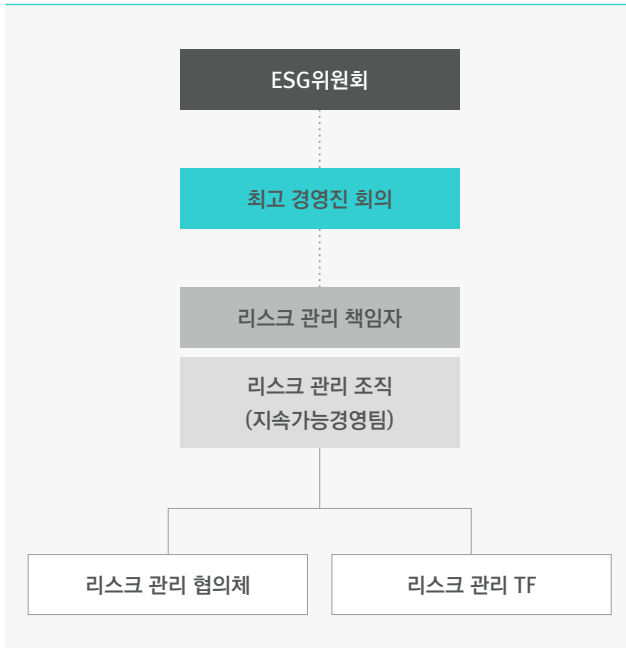 ESG위원회
최고 경영진 회의
리스크 관리 책임자
리스크 관리 조직
(지속가능경영팀)
리스크 관리 협의체
리스크 관리 TF